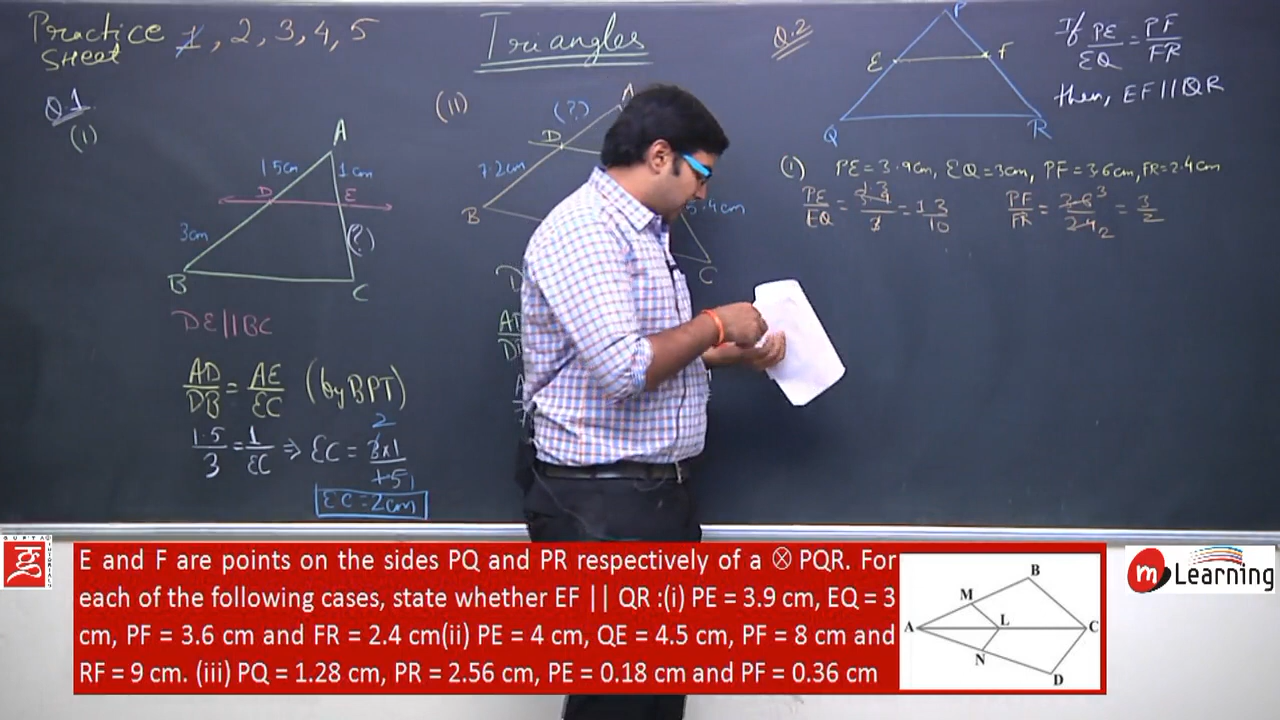 Practice Sheet 1, 2, 3, 4, 5
Triangles
Q.1
(i)
A
1.5cm
1cm
D
E
3cm
(?)
B
C
DE||BC
AD/DB = AE/EC (by BPT)
1.5/3 = 1/EC ⇒ EC = 3×1/1.5
2
EC = 2cm
(ii)
A
(?)
D
7.2cm
B
5.4cm
C
Q.2
P
E
F
Q
R
If PE/EQ = PF/FR
then, EF||QR
(i) PE = 3.9cm, EQ = 3cm, PF = 3.6cm, FR = 2.4cm
PE/EQ = 3.9/3 = 13/10 PF/FR = 3.6/2.4 = 3/2
GUPTA
E and F are points on the sides PQ and PR respectively of a ⊗ PQR. For
each of the following cases, state whether EF || QR :(i) PE = 3.9 cm, EQ = 3
cm, PF = 3.6 cm and FR = 2.4 cm(ii) PE = 4 cm, QE = 4.5 cm, PF = 8 cm and
RF = 9 cm. (iii) PQ = 1.28 cm, PR = 2.56 cm, PE = 0.18 cm and PF = 0.36 cm
B
M
A
L
C
N
D
m Learning